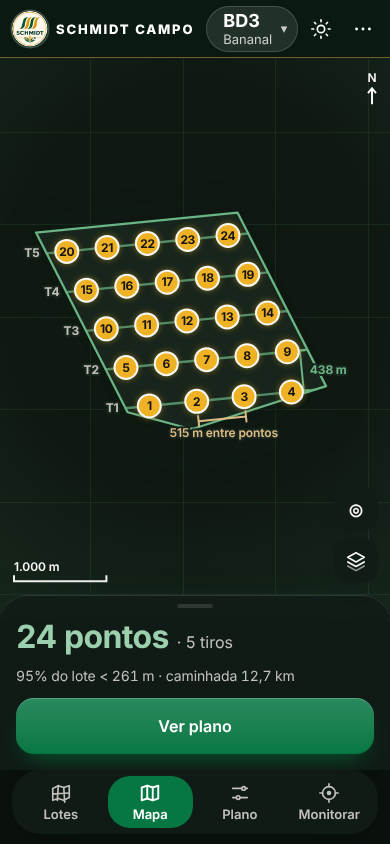 SCHMIDT
SCHMIDT CAMPO
BD3
Bananal
N
T5
20
21
22
23
24
T4
15
16
17
18
19
T3
10
11
12
13
14
T2
5
6
7
8
9
438 m
T1
1
2
3
4
515 m entre pontos
1.000 m
24 pontos · 5 tiros
95% do lote < 261 m · caminhada 12,7 km
Ver plano
Lotes
Mapa
Plano
Monitorar